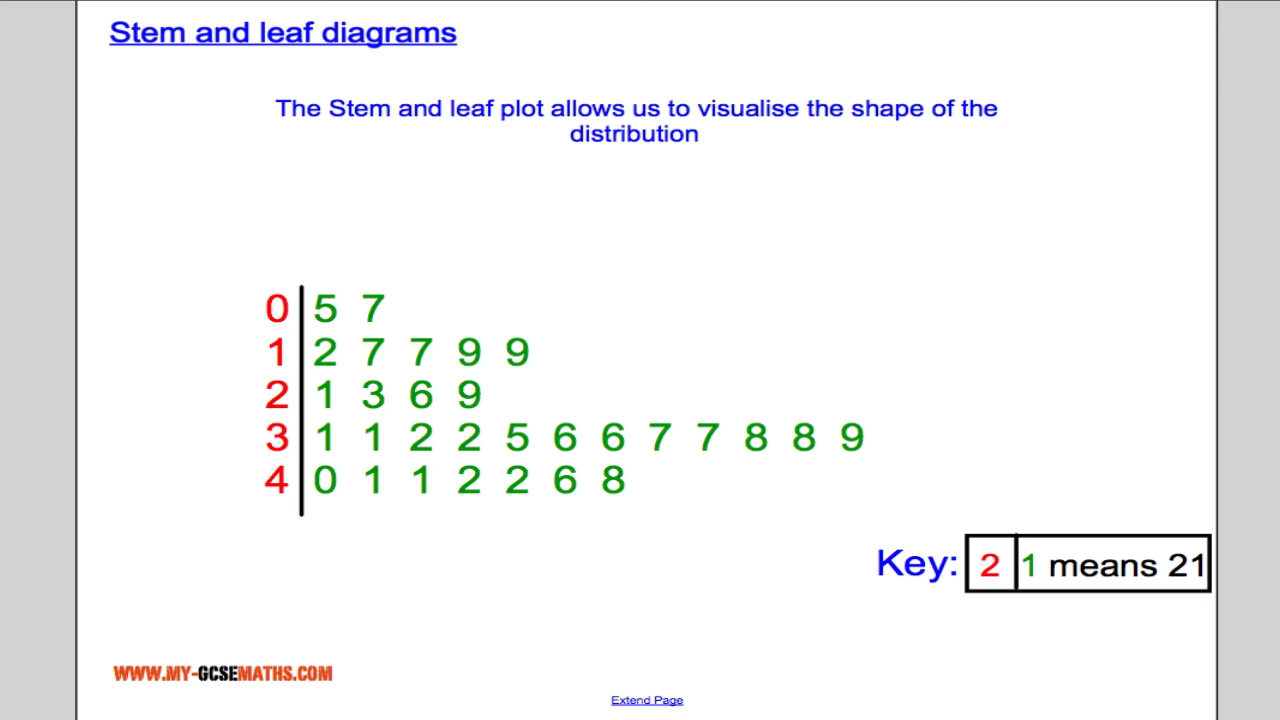 Stem and leaf diagrams
The Stem and leaf plot allows us to visualise the shape of the
distribution
0 5 7
1 2 7 7 9 9
2 1 3 6 9
3 1 1 2 2 5 6 6 7 7 8 8 9
4 0 1 1 2 2 6 8
Key: 2 1 means 21
WWW.MY-GCSEMATHS.COM
Extend Page